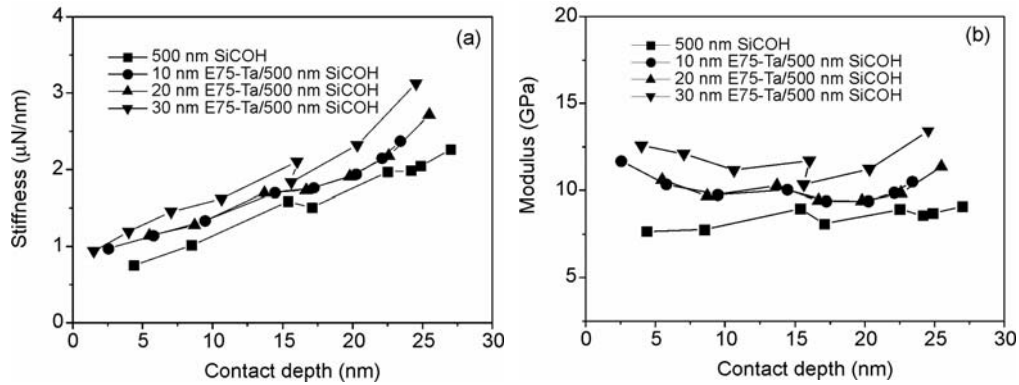 (a)
500 nm SiCOH
10 nm E75-Ta/500 nm SiCOH
20 nm E75-Ta/500 nm SiCOH
30 nm E75-Ta/500 nm SiCOH
Stiffness (μN/nm)
4
3
2
1
0
0 5 10 15 20 25 30
Contact depth (nm)
(b)
500 nm SiCOH
10 nm E75-Ta/500 nm SiCOH
20 nm E75-Ta/500 nm SiCOH
30 nm E75-Ta/500 nm SiCOH
Modulus (GPa)
20
15
10
5
0 5 10 15 20 25 30
Contact depth (nm)